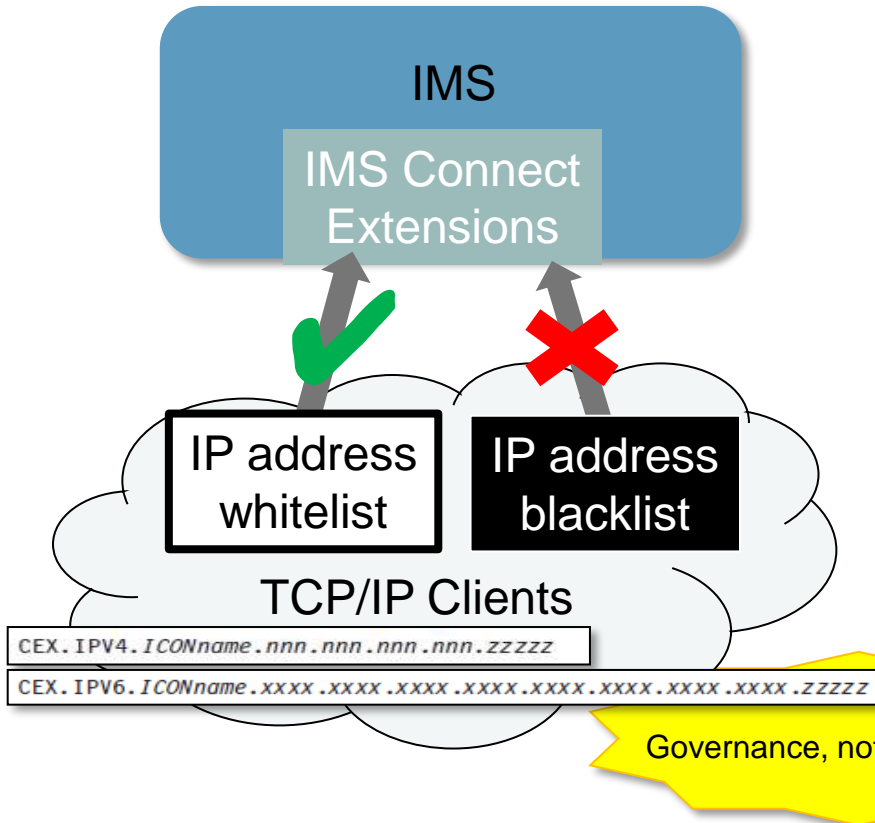 IMS
IMS Connect
Extensions
IP address
whitelist
IP address
blacklist
TCP/IP Clients
CEX.IPV4.ICONname.nnn.nnn.nnn.nnn.zzzzz
CEX.IPV6.ICONname.xxxx.xxxx.xxxx.xxxx.xxxx.xxxx.xxxx.xxxx.zzzzz
Governance, not